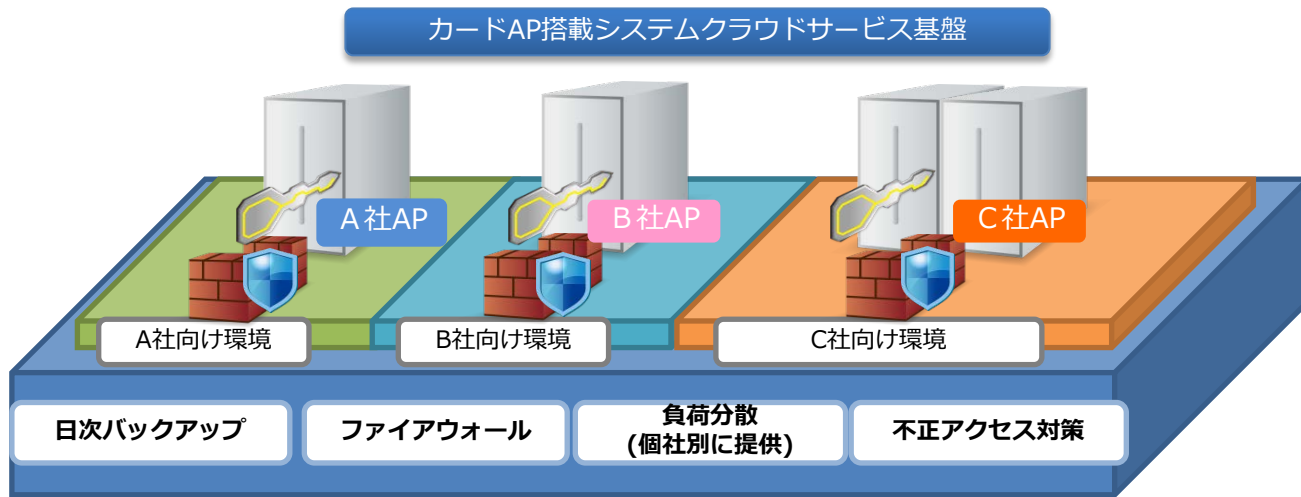 カードAP搭載システムクラウドサービス基盤
A社AP
B社AP
C社AP
A社向け環境
B社向け環境
C社向け環境
日次バックアップ
ファイアウォール
負荷分散
(個社別に提供)
不正アクセス対策